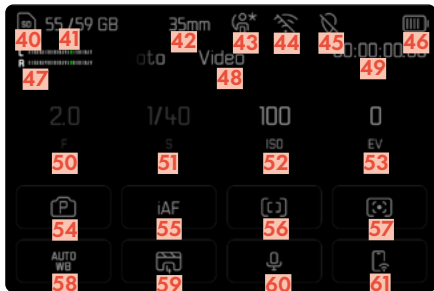 SD 55/59 GB 35mm
40 41 42 43 44 45 46
L
R oto Video 00:00:00.00
47 48 49
2.0 1/40 100 0
F S ISO EV
50 51 52 53
P iAF
54 55 56 57
AUTO
WB
58 59 60 61